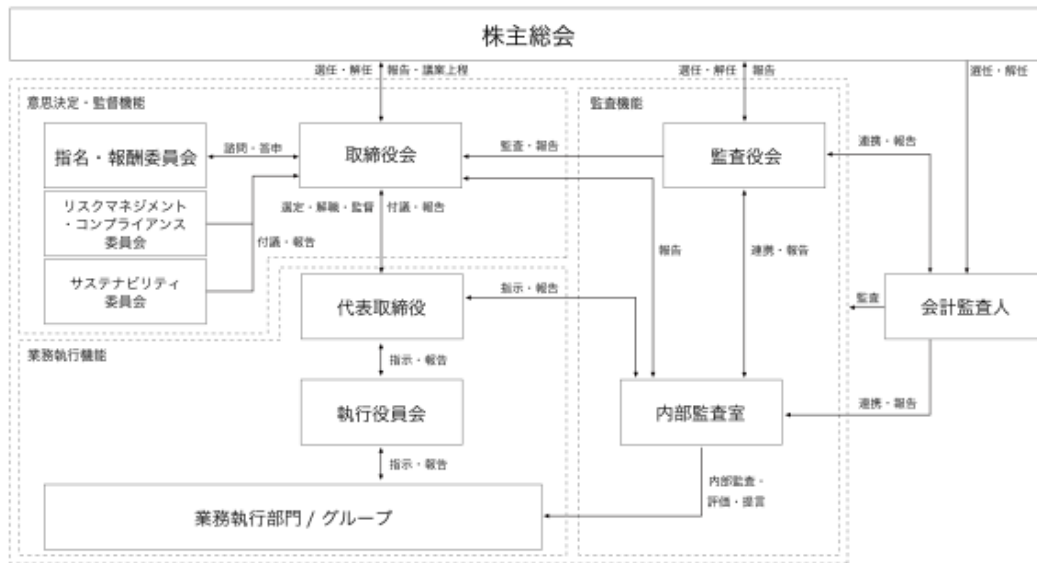 株主総会
選任・解任 報告・議案上程
選任・解任 報告
選任・解任
意思決定・監督機能
監査機能
指名・報酬委員会
諮問・答申
取締役会
監査・報告
監査役会
連携・報告
リスクマネジメント
・コンプライアンス
委員会
選定・解職・監督 付議・報告
付議・報告
報告
連携・報告
サステナビリティ
委員会
代表取締役
指示・報告
監査
会計監査人
業務執行機能
指示・報告
執行役員会
内部監査室
連携・報告
指示・報告
内部監査・
評価・提言
業務執行部門 / グループ